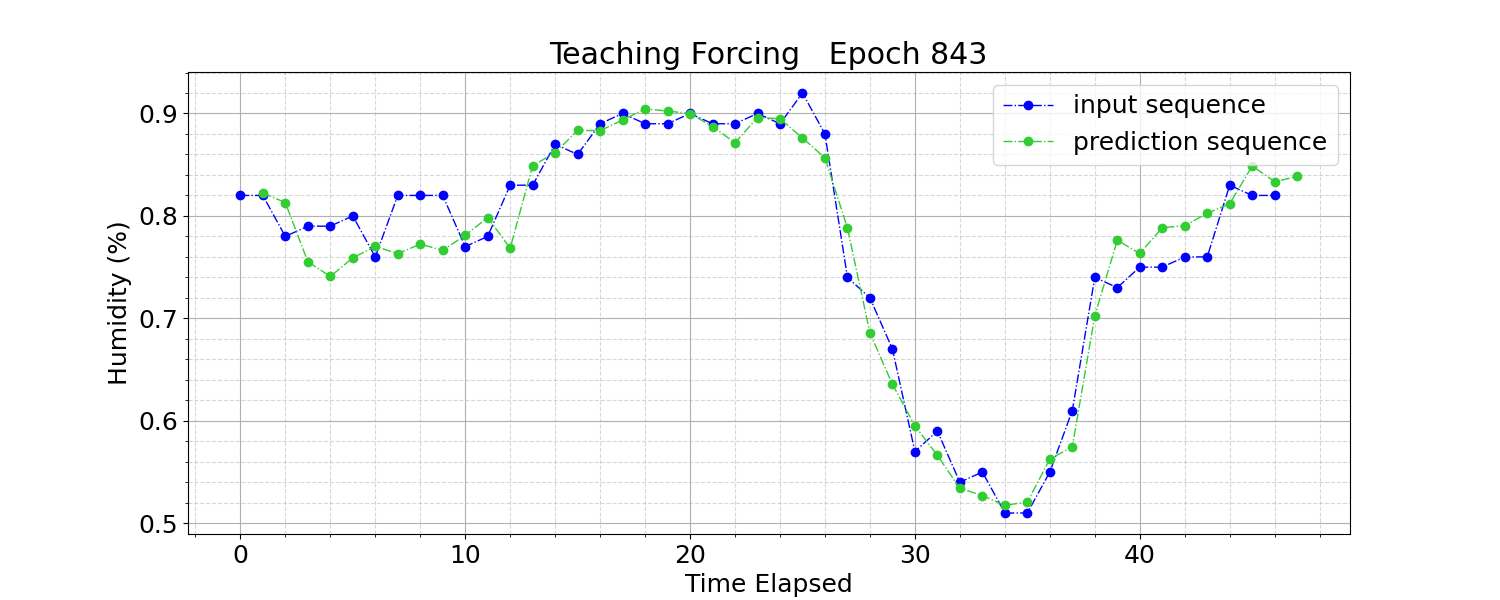 Teaching Forcing   Epoch 843
input sequence
prediction sequence
Humidity (%)
0.9
0.8
0.7
0.6
0.5
0 10 20 30 40
Time Elapsed